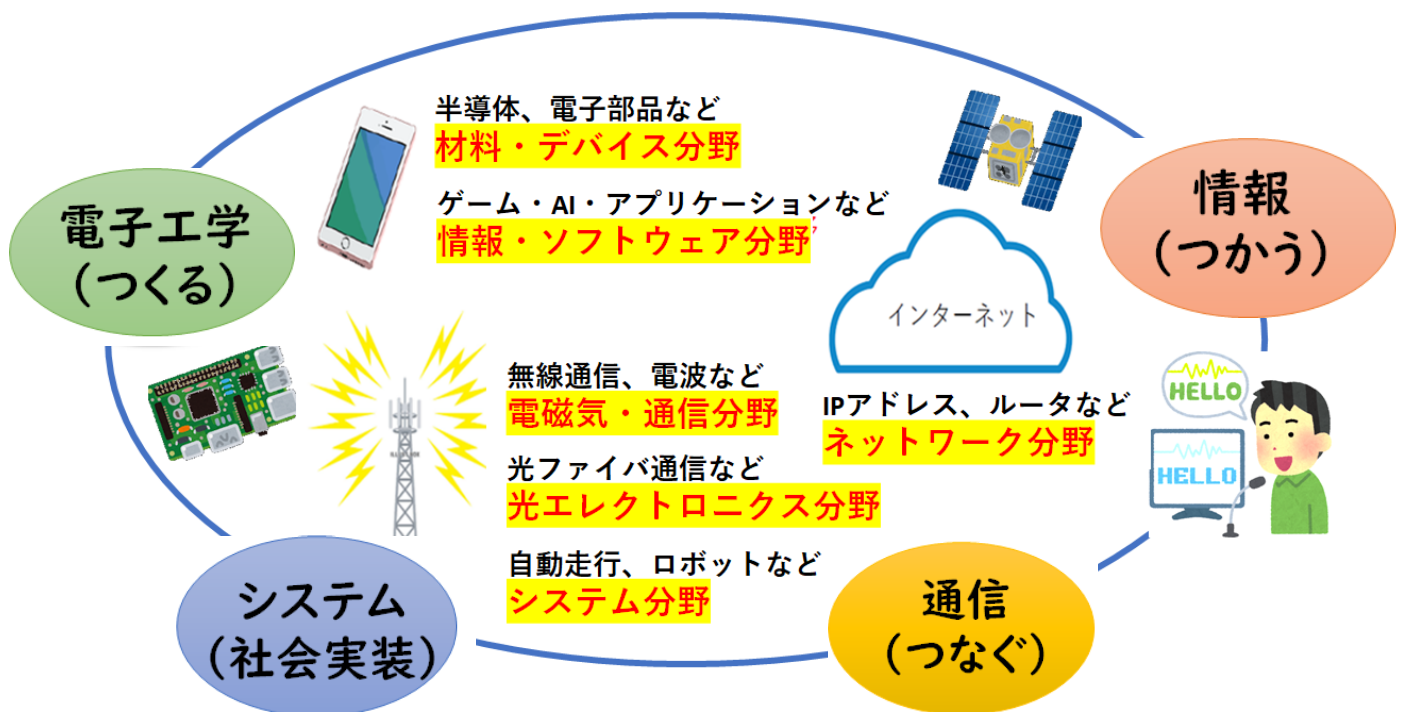 半導体、電子部品など
材料・デバイス分野
ゲーム・AI・アプリケーションなど
情報・ソフトウェア分野
電子工学
(つくる)
情報
(つかう)
インターネット
無線通信、電波など
電磁気・通信分野
光ファイバ通信など
光エレクトロニクス分野
自動走行、ロボットなど
システム分野
IPアドレス、ルータなど
ネットワーク分野
HELLO
HELLO
システム
(社会実装)
通信
(つなぐ)